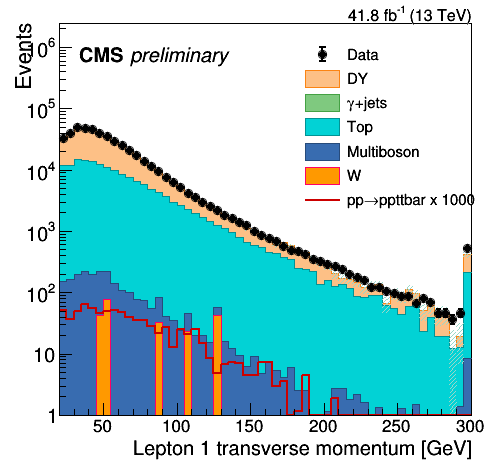 41.8 fb⁻¹ (13 TeV)
Events
CMS preliminary
Data
DY
γ+jets
Top
Multiboson
W
pp→ppttbar x 1000
10⁶
10⁵
10⁴
10³
10²
10
1
50 100 150 200 250 300
Lepton 1 transverse momentum [GeV]